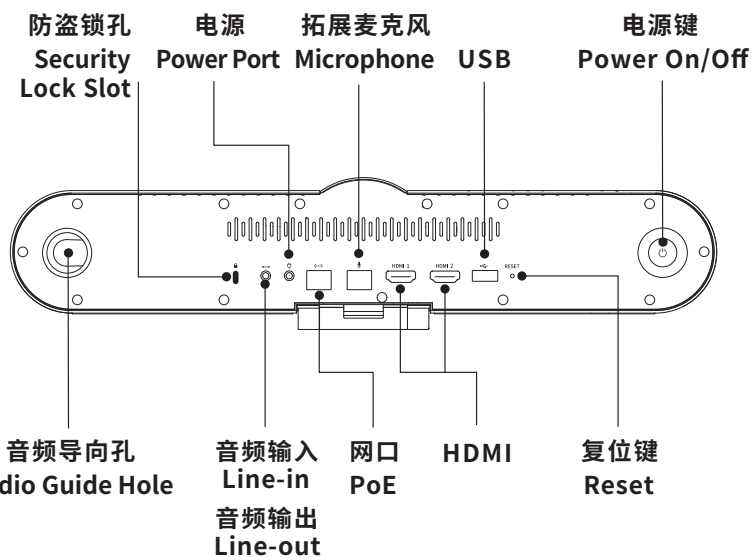 防盗锁孔
Security
Lock Slot
电源
Power Port
拓展麦克风
Microphone
USB
电源键
Power On/Off
HDMI 1
HDMI 2
RESET
音频导向孔
dio Guide Hole
音频输入
Line-in
音频输出
Line-out
网口
PoE
HDMI
复位键
Reset